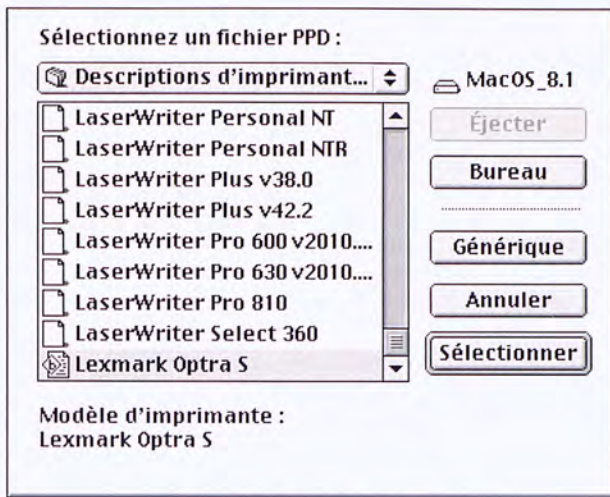 Sélectionnez un fichier PPD :
Descriptions d'imprimant...
MacOS_8.1
LaserWriter Personal NT
LaserWriter Personal NTR
LaserWriter Plus v38.0
LaserWriter Plus v42.2
LaserWriter Pro 600 v2010....
LaserWriter Pro 630 v2010....
LaserWriter Pro 810
LaserWriter Select 360
Lexmark Optra S
Éjecter
Bureau
Générique
Annuler
Sélectionner
Modèle d'imprimante :
Lexmark Optra S